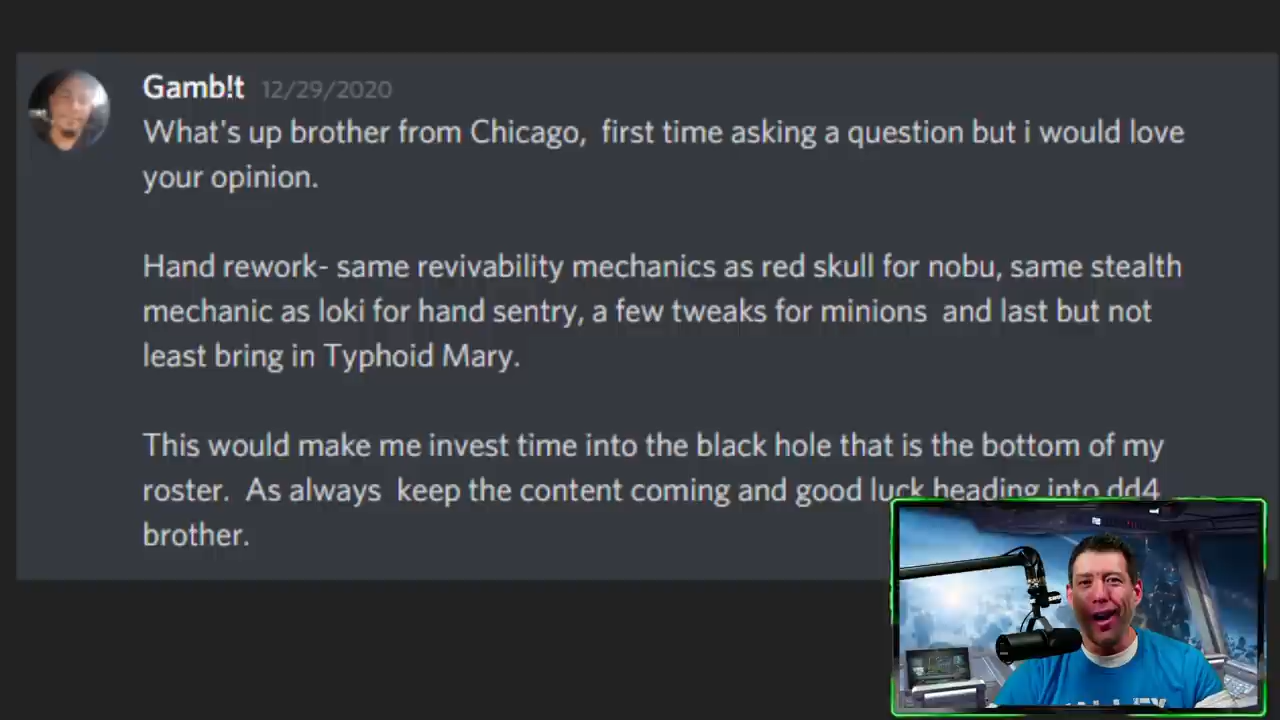 Gamb!t 12/29/2020
What's up brother from Chicago, first time asking a question but i would love
your opinion.
Hand rework- same revivability mechanics as red skull for nobu, same stealth
mechanic as loki for hand sentry, a few tweaks for minions and last but not
least bring in Typhoid Mary.
This would make me invest time into the black hole that is the bottom of my
roster. As always keep the content coming and good luck heading into dd4
brother.